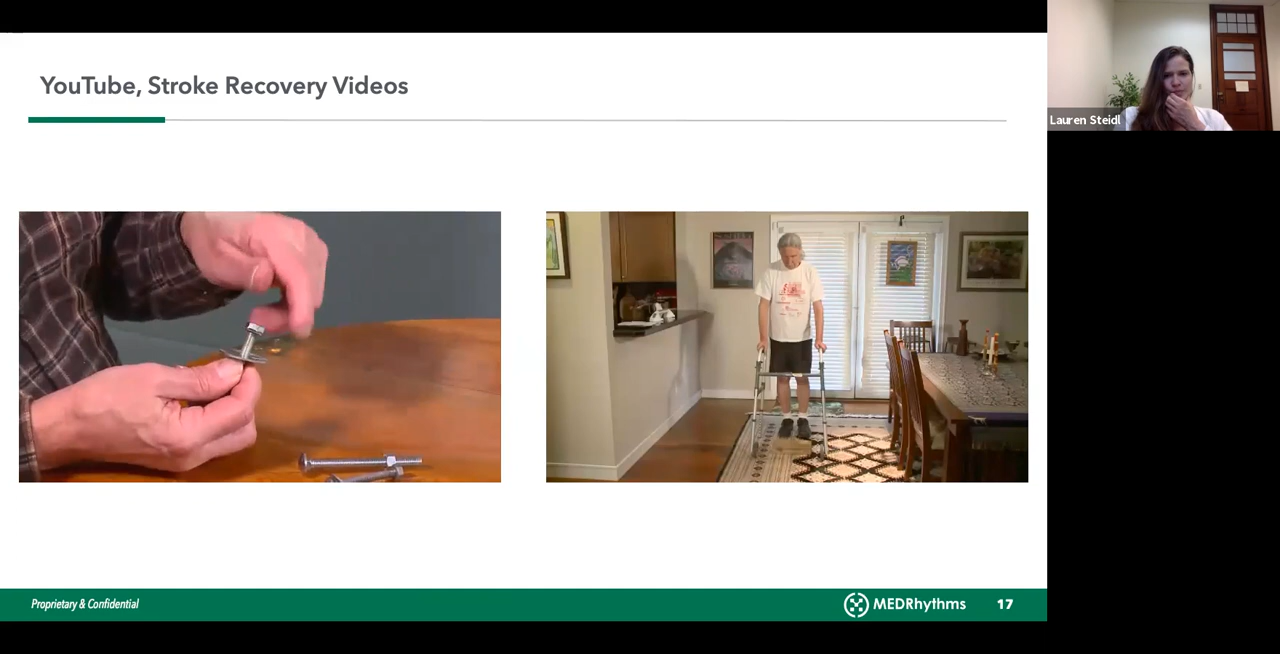 YouTube, Stroke Recovery Videos
Lauren Steidl
Proprietary & Confidential
MEDRhythms
17